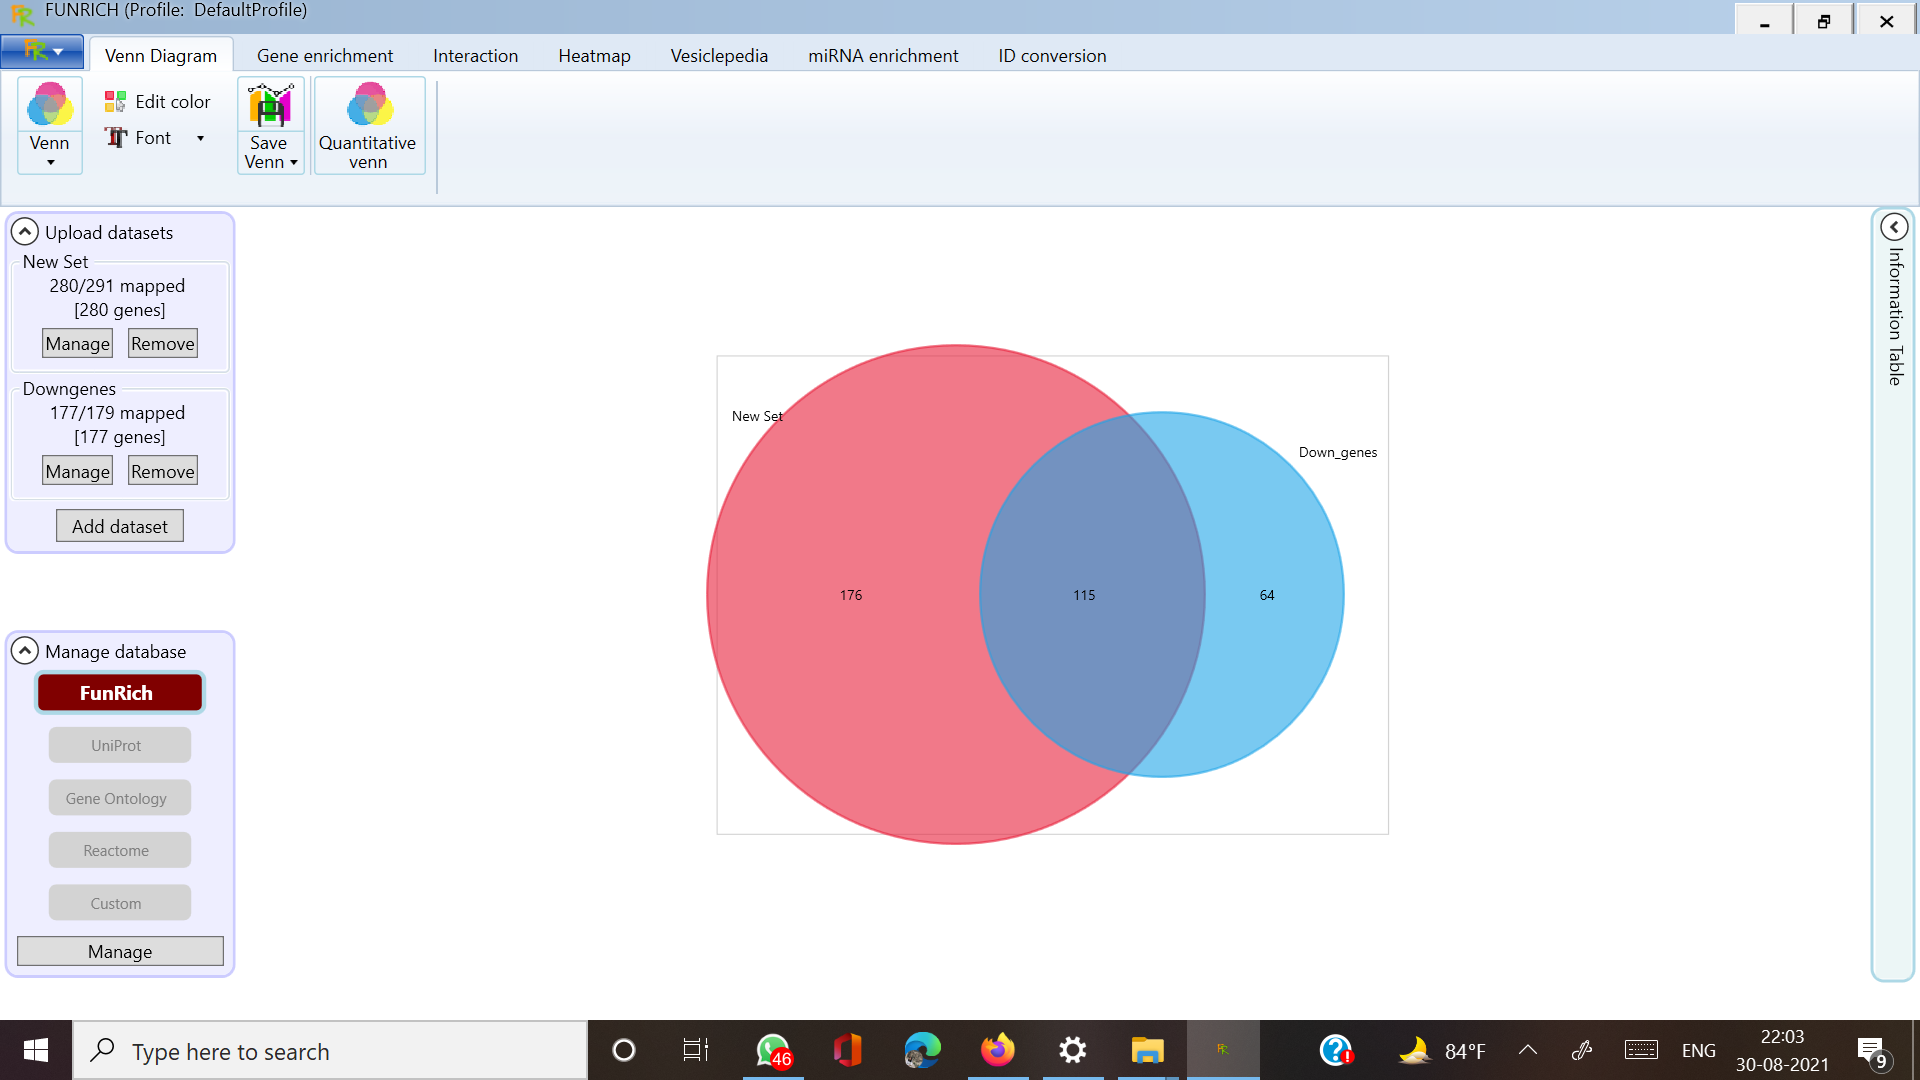 FUNRICH (Profile:  DefaultProfile)
Venn Diagram
Gene enrichment
Interaction
Heatmap
Vesiclepedia
miRNA enrichment
ID conversion
Venn
Edit color
Font
Save
Venn
Quantitative
venn
Upload datasets
New Set
280/291 mapped
[280 genes]
Manage
Remove
Downgenes
177/179 mapped
[177 genes]
Manage
Remove
Add dataset
Manage database
FunRich
UniProt
Gene Ontology
Reactome
Custom
Manage
New Set
Down_genes
176
115
64
Information Table
Type here to search
46
84°F
ENG
22:03
30-08-2021
9